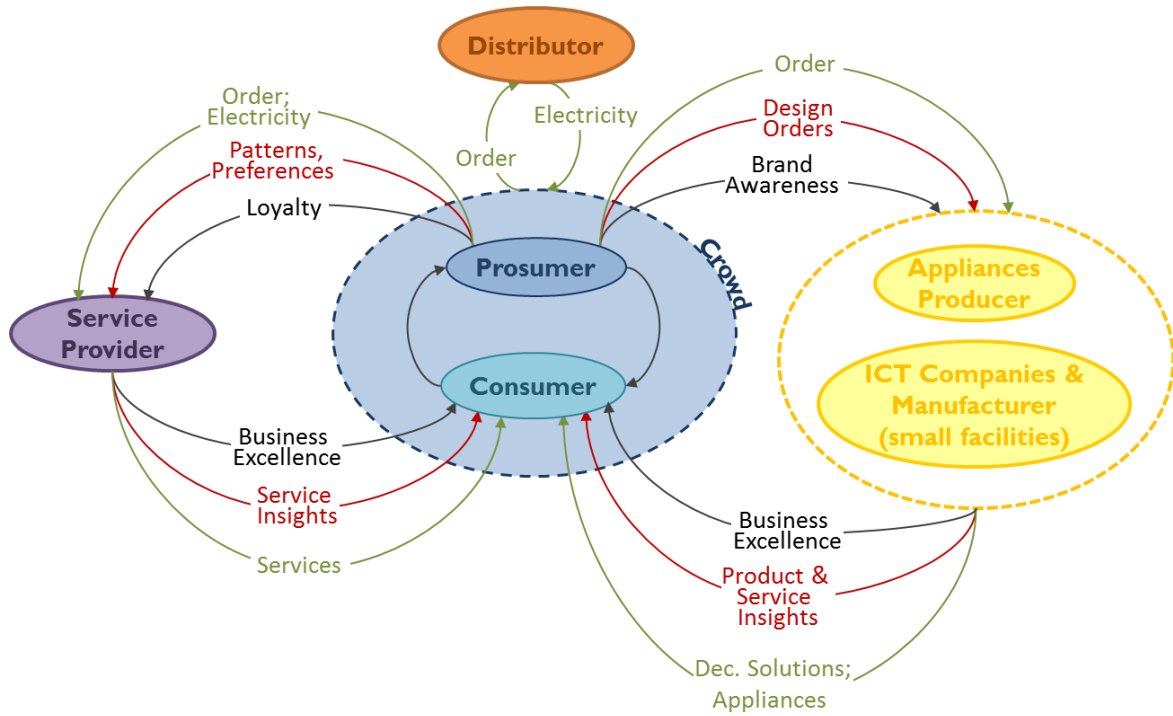 Distributor
Order
Electricity
Order;
Electricity
Patterns,
Preferences
Loyalty
Order
Design
Orders
Brand
Awareness
Crowd
Prosumer
Consumer
Service
Provider
Appliances
Producer
ICT Companies &
Manufacturer
(small facilities)
Business
Excellence
Service
Insights
Services
Business
Excellence
Product &
Service
Insights
Dec. Solutions;
Appliances